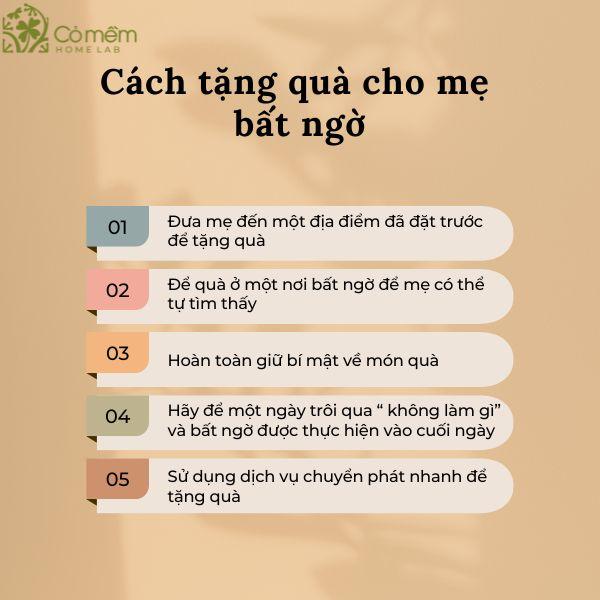 Cỏ mềm
HOME LAB
Cách tặng quà cho mẹ
bất ngờ
01
Đưa mẹ đến một địa điểm đã đặt trước
để tặng quà
02
Để quà ở một nơi bất ngờ để mẹ có thể
tự tìm thấy
03
Hoàn toàn giữ bí mật về món quà
04
Hãy để một ngày trôi qua “ không làm gì”
và bất ngờ được thực hiện vào cuối ngày
05
Sử dụng dịch vụ chuyển phát nhanh để
tặng quà